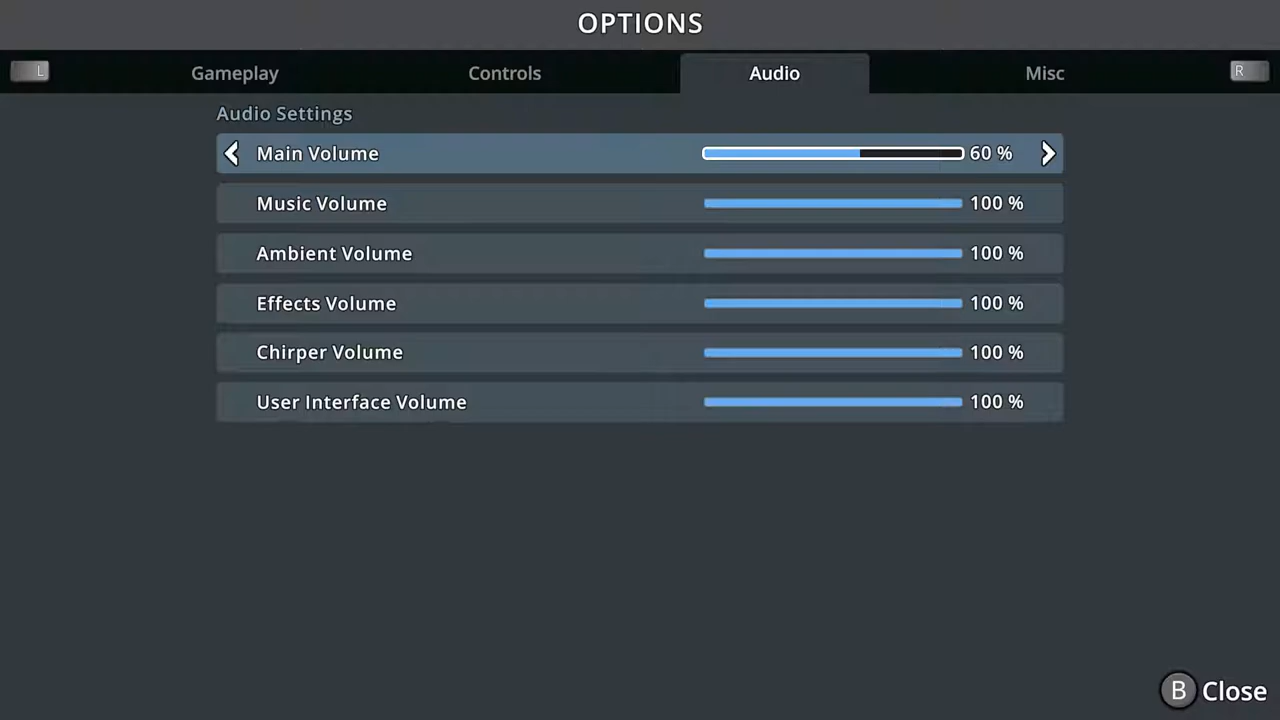 OPTIONS
L Gameplay Controls Audio Misc R
Audio Settings
Main Volume 60 %
Music Volume 100 %
Ambient Volume 100 %
Effects Volume 100 %
Chirper Volume 100 %
User Interface Volume 100 %
B Close